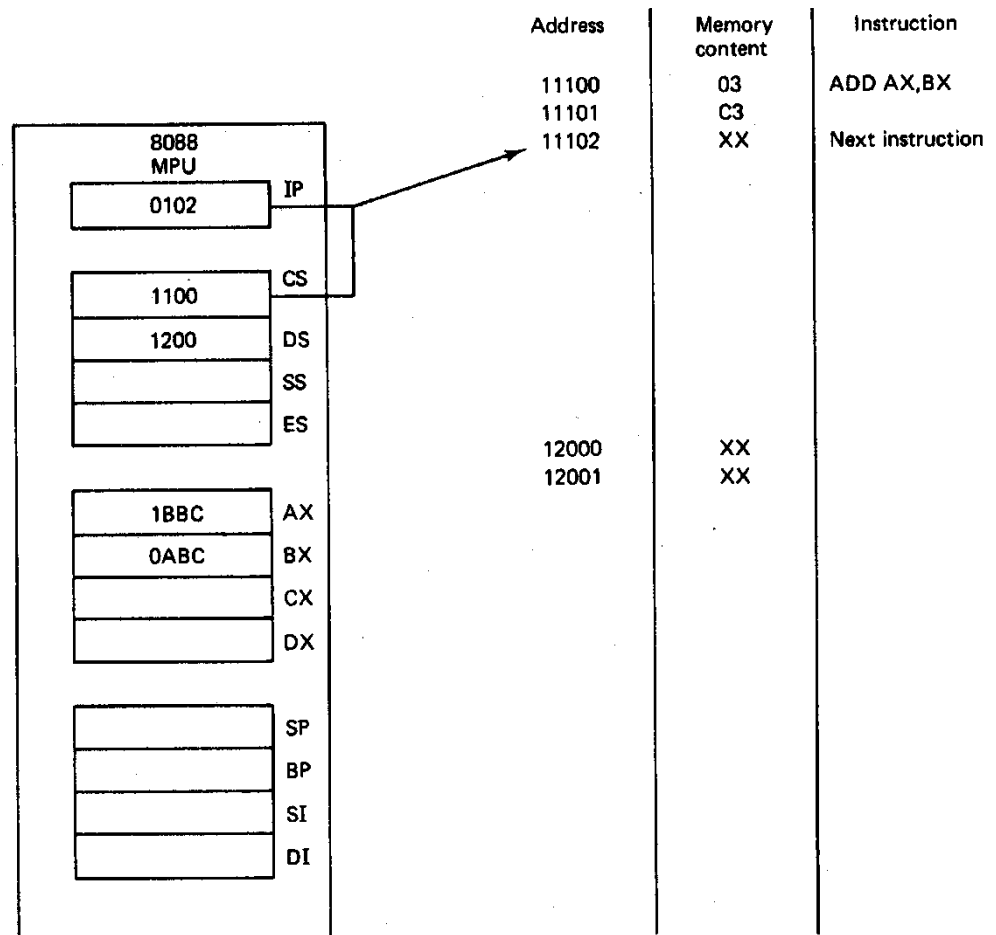 Address Memory content Instruction
11100 03 ADD AX,BX
11101 C3
11102 XX Next instruction
8088
MPU
0102 IP
1100 CS
1200 DS
SS
ES
12000 XX
12001 XX
1BBC AX
0ABC BX
CX
DX
SP
BP
SI
DI